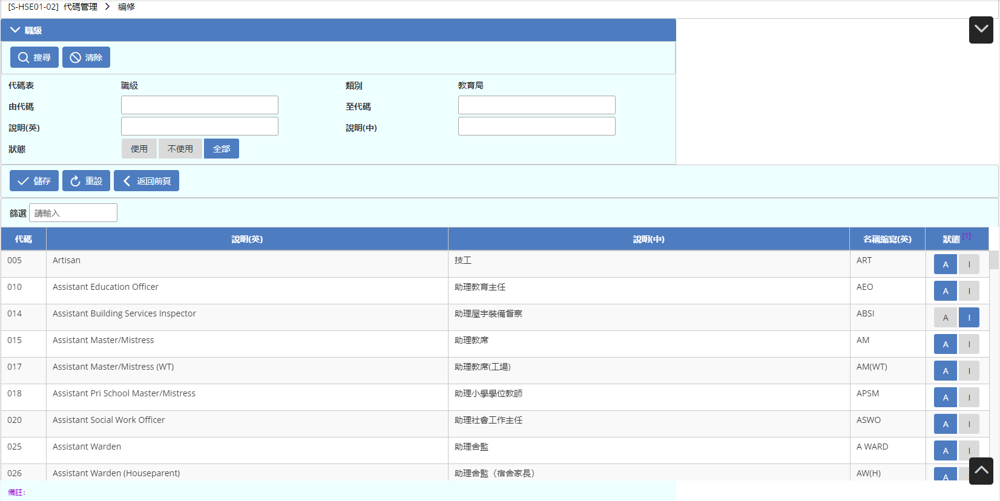 [S-HSE01-02] 代碼管理 > 編修
職級
搜尋 清除
代碼表 職級 類別 教育局
由代碼 至代碼
說明(英) 說明(中)
狀態 使用 不使用 全部
儲存 重設 返回前頁
篩選 請輸入
代碼 說明(英) 說明(中) 名稱縮寫(英) 狀態 [1]
005 Artisan 技工 ART A I
010 Assistant Education Officer 助理教育主任 AEO A I
014 Assistant Building Services Inspector 助理屋宇裝備督察 ABSI A I
015 Assistant Master/Mistress 助理教席 AM A I
017 Assistant Master/Mistress (WT) 助理教席(工場) AM(WT) A I
018 Assistant Pri School Master/Mistress 助理小學學位教師 APSM A I
020 Assistant Social Work Officer 助理社會工作主任 ASWO A I
025 Assistant Warden 助理舍監 A WARD A I
026 Assistant Warden (Houseparent) 助理舍監（宿舍家長） AW(H) A
備註: